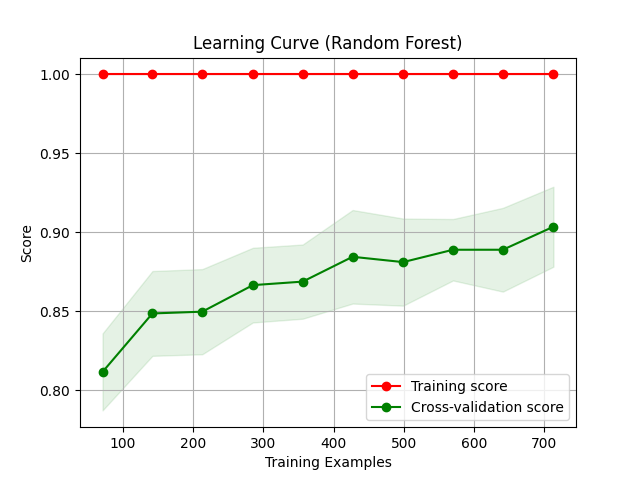 Learning Curve (Random Forest)
Score
1.00
0.95
0.90
0.85
0.80
Training score
Cross-validation score
100 200 300 400 500 600 700
Training Examples